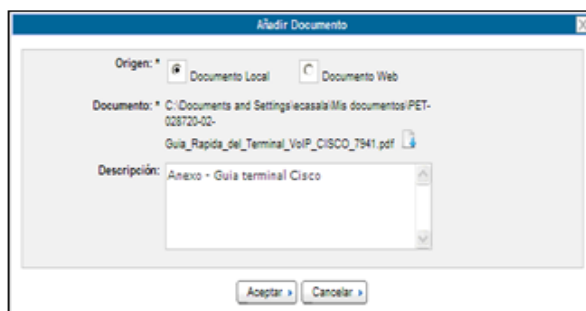 Añadir Documento
Origen: * Documento Local Documento Web
Documento: * C:\Documents and Settings\ecasala\Mis documentos\PET-
028720-02-
Guia_Rapida_del_Terminal_VoIP_CISCO_7941.pdf
Descripción: Anexo - Guia terminal Cisco
Aceptar Cancelar